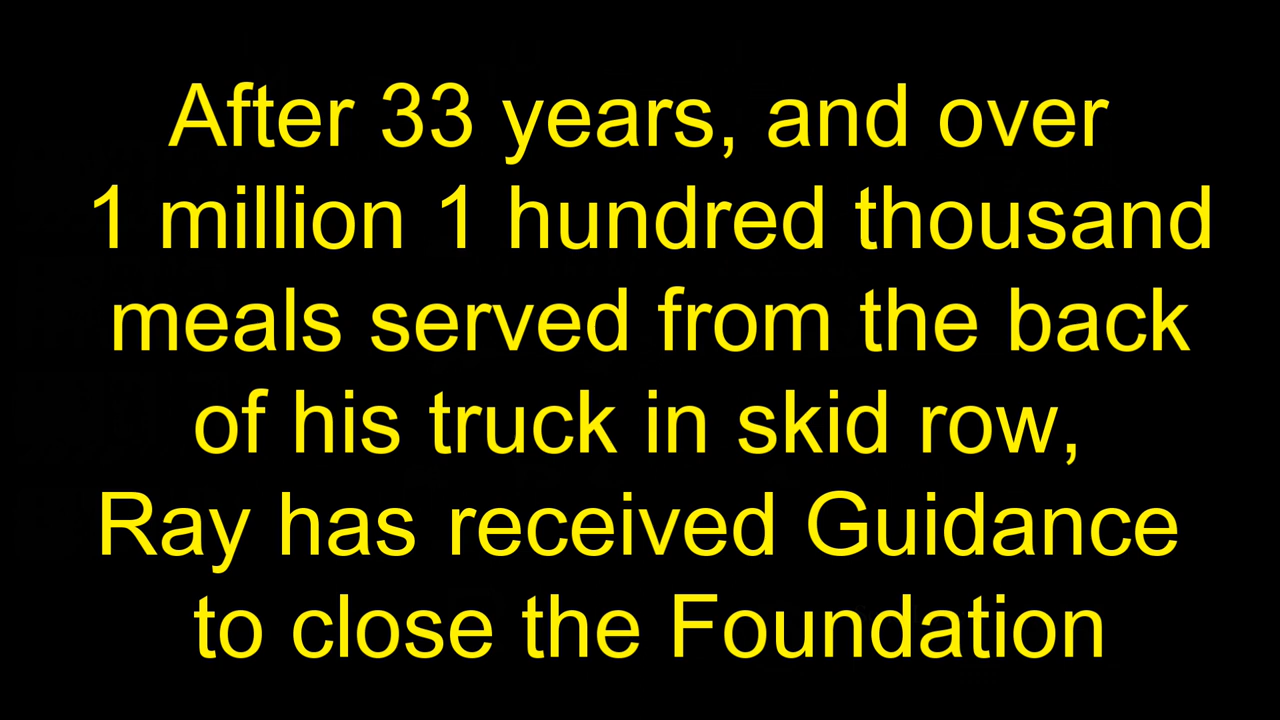 After 33 years, and over
1 million 1 hundred thousand
meals served from the back
of his truck in skid row,
Ray has received Guidance
to close the Foundation